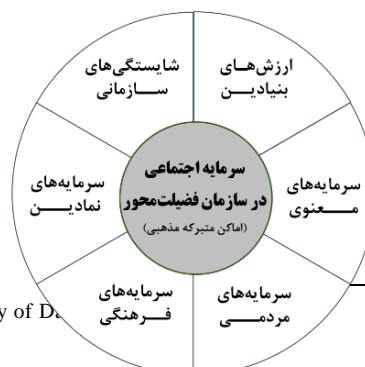 ارزش‌های
بنیادین
شایستگی‌های
سازمانی
سرمایه‌های
معنوی
سرمایه اجتماعی
در سازمان فضیلت‌محور
(اماکن متبرکه مذهبی)
سرمایه‌های
نمادین
سرمایه‌های
مردمی
سرمایه‌های
فرهنگی
y of D